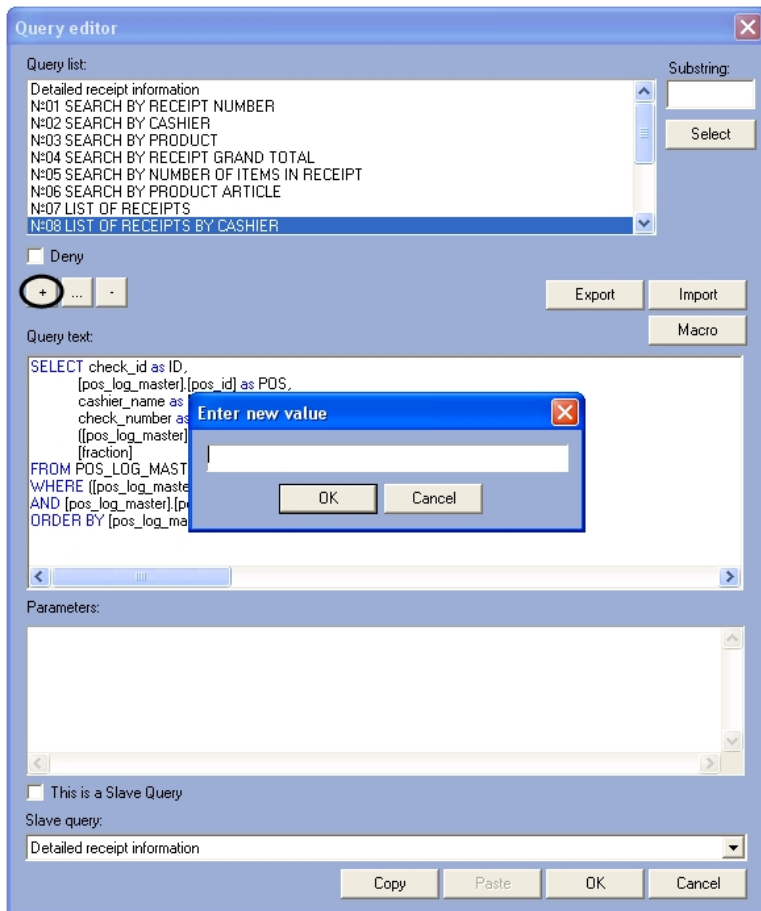 Query editor
Query list:
Substring:
Detailed receipt information
№01 SEARCH BY RECEIPT NUMBER
№02 SEARCH BY CASHIER
№03 SEARCH BY PRODUCT
№04 SEARCH BY RECEIPT GRAND TOTAL
№05 SEARCH BY NUMBER OF ITEMS IN RECEIPT
№06 SEARCH BY PRODUCT ARTICLE
№07 LIST OF RECEIPTS
№08 LIST OF RECEIPTS BY CASHIER
Select
Deny
+ ... -
Export Import
Macro
Query text:
SELECT check_id as ID,
[pos_log_master].[pos_id] as POS,
cashier_name as
check_number as
([pos_log_master]
[fraction]
FROM POS_LOG_MAST
WHERE ([pos_log_maste
AND [pos_log_master].[p
ORDER BY [pos_log_ma
Enter new value
OK Cancel
Parameters:
This is a Slave Query
Slave query:
Detailed receipt information
Copy Paste OK Cancel